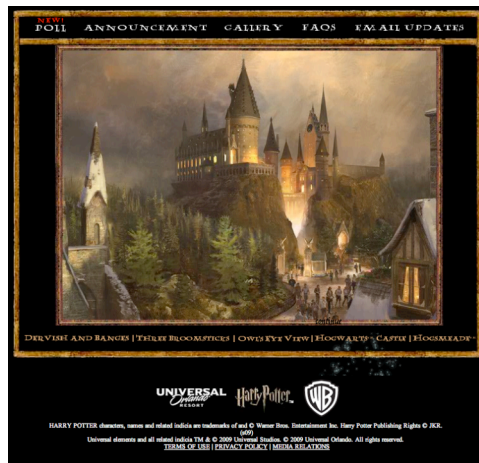 NEW!
POLL ANNOUNCEMENT GALLERY FAQS EMAIL UPDATES
DERVISH AND BANGES | THREE BROOMSTICKS | OWL'S EYE VIEW | HOGWARTS CASTLE | HOGSMEADE
UNIVERSAL Orlando RESORT Harry Potter WB
HARRY POTTER characters, names and related indicia are trademarks of and © Warner Bros. Entertainment Inc. Harry Potter Publishing Rights © JKR.
(s09)
Universal elements and all related indicia TM & © 2009 Universal Studios. © 2009 Universal Orlando. All rights reserved.
TERMS OF USE | PRIVACY POLICY | MEDIA RELATIONS